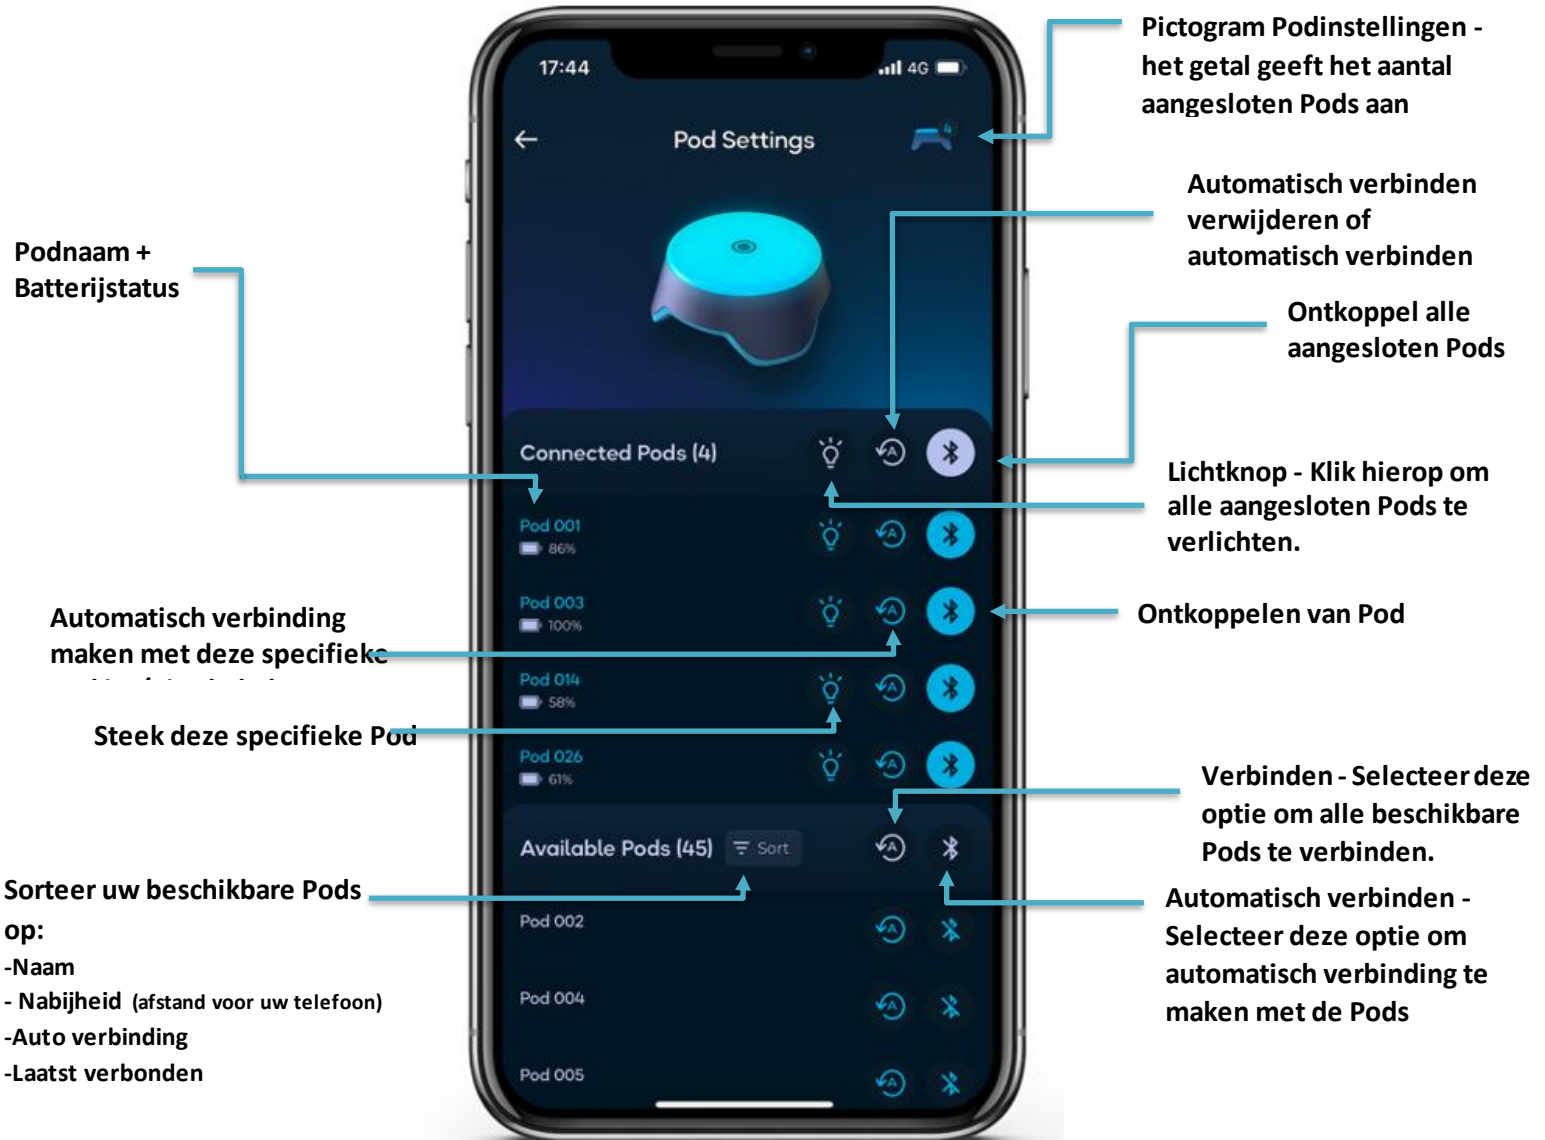 Pictogram Podinstellingen -
het getal geeft het aantal
aangesloten Pods aan
17:44
4G
Pod Settings
4
Automatisch verbinden
verwijderen of
automatisch verbinden
Podnaam +
Batterijstatus
Ontkoppel alle
aangesloten Pods
Connected Pods (4)
A
Lichtknop - Klik hierop om
alle aangesloten Pods te
verlichten.
Pod 001
86%
A
Automatisch verbinding
maken met deze specifieke
Pod 003
100%
A
Ontkoppelen van Pod
Pod 014
58%
A
Steek deze specifieke Pod
Pod 026
61%
A
Verbinden - Selecteer deze
optie om alle beschikbare
Pods te verbinden.
Available Pods (45)
Sort
A
Sorteer uw beschikbare Pods
op:
-Naam
- Nabijheid (afstand voor uw telefoon)
-Auto verbinding
-Laatst verbonden
Automatisch verbinden -
Selecteer deze optie om
automatisch verbinding te
maken met de Pods
Pod 002
A
Pod 004
A
Pod 005
A